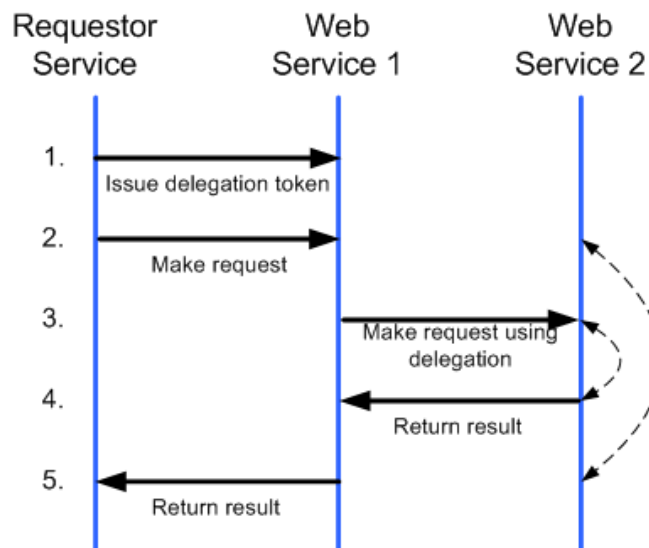 Requestor Service
Web Service 1
Web Service 2
1.
Issue delegation token
2.
Make request
3.
Make request using
delegation
4.
Return result
5.
Return result